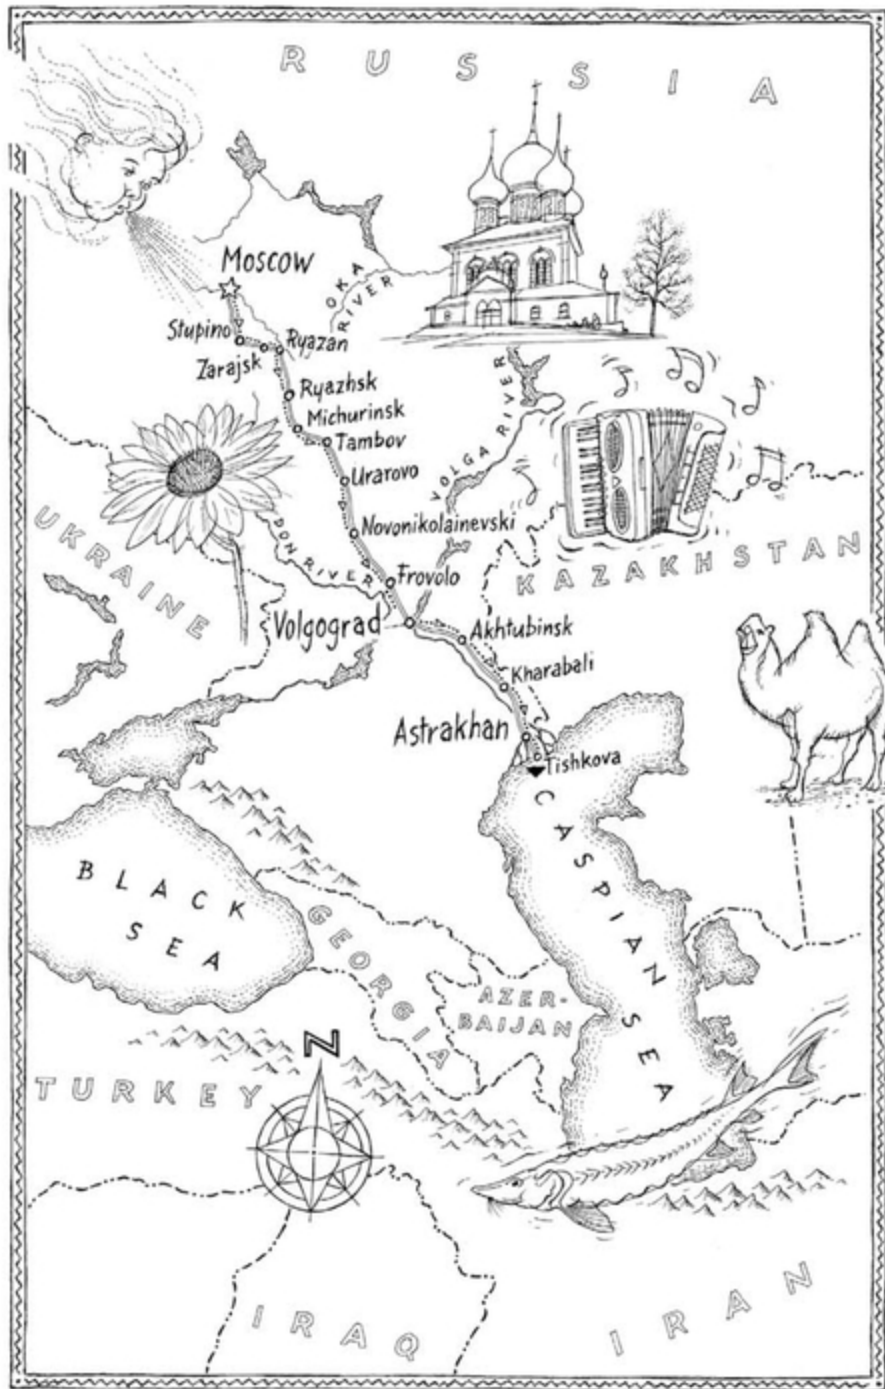 RUSSIA
MOSCOW
OKA
RIVER
Stupino
Ryazan
Zarajsk
Ryazhsk
Michurinsk
Tambov
VOLGA RIVER
Urarovo
Novonikolainevski
DON RIVER
UKRAINE
KAZAKHSTAN
Frovolo
Volgograd
Akhtubinsk
Kharabali
Astrakhan
Tishkova
CASPIAN SEA
BLACK
SEA
GEORGIA
AZER-
BAIJAN
N
TURKEY
IRAQ
IRAN